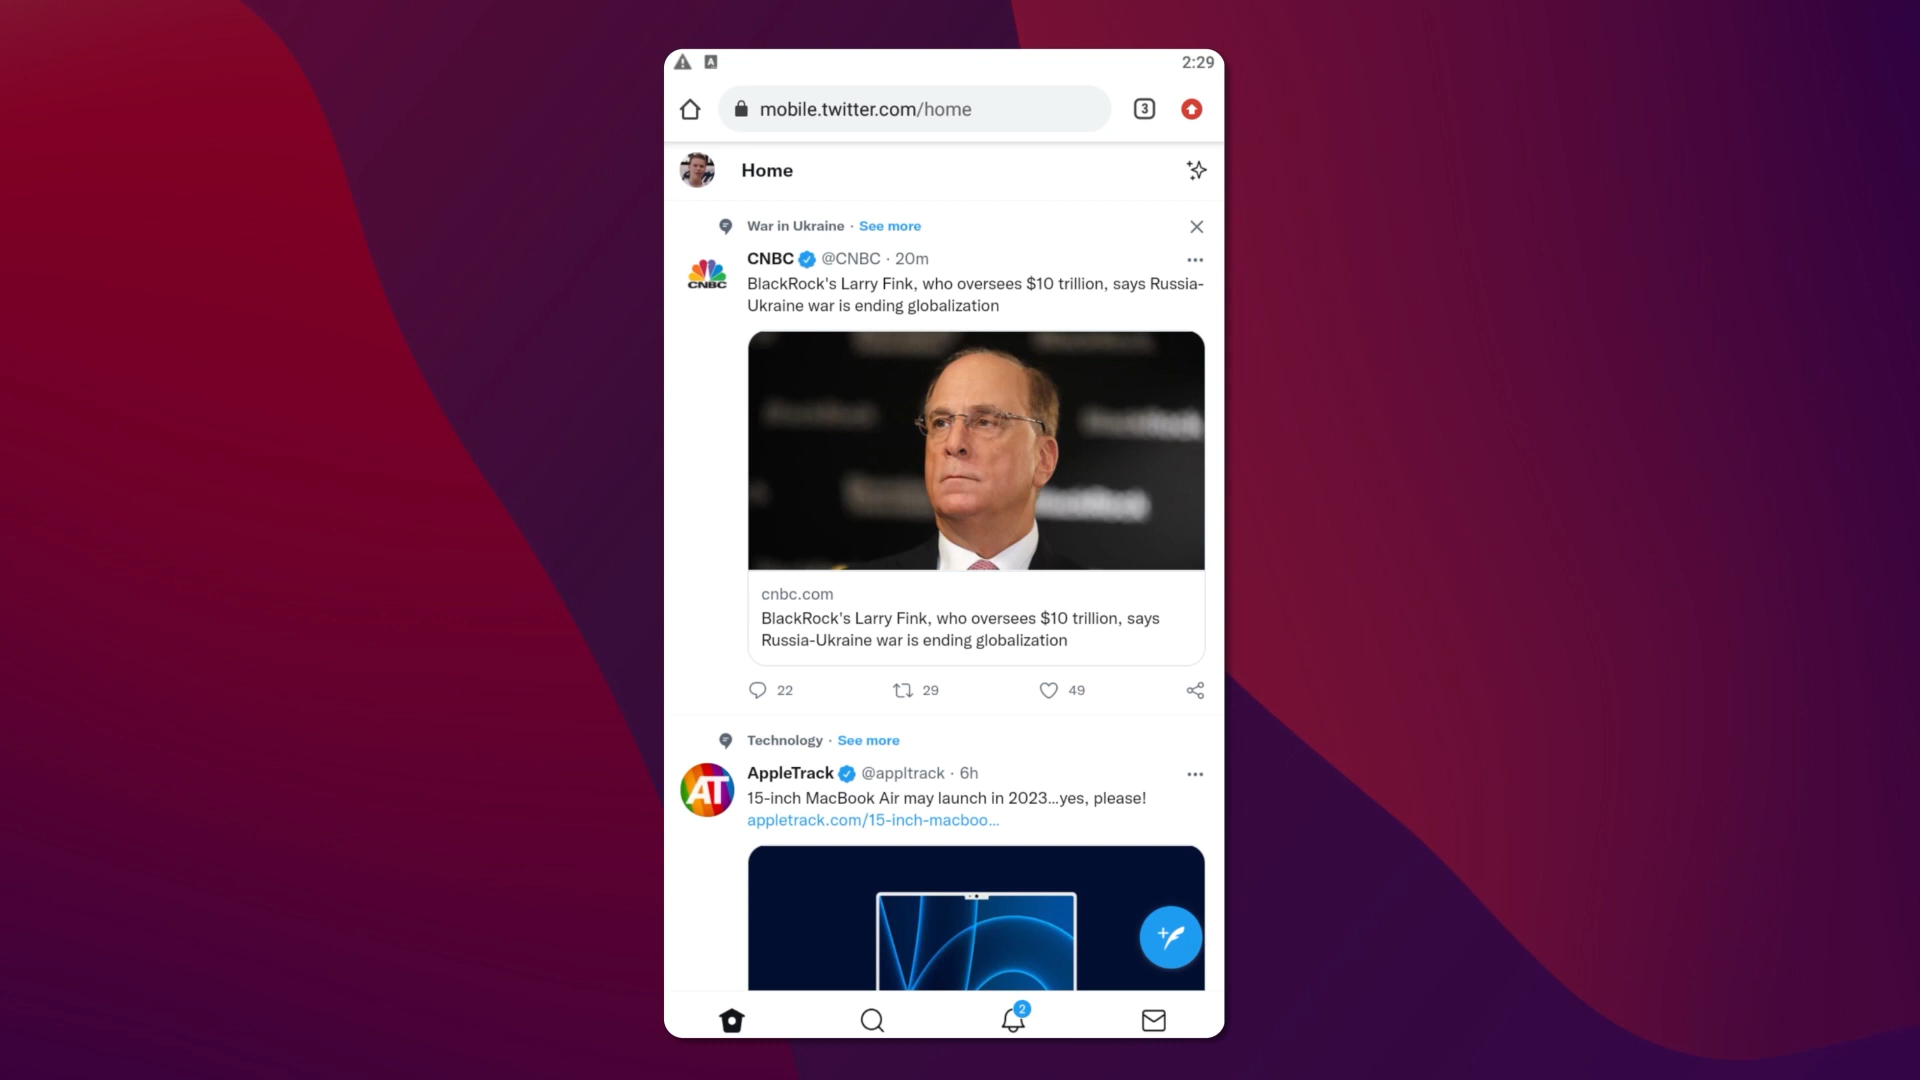 2:29
mobile.twitter.com/home
3
Home
War in Ukraine · See more
CNBC @CNBC · 20m
CNBC
BlackRock's Larry Fink, who oversees $10 trillion, says Russia-
Ukraine war is ending globalization
cnbc.com
BlackRock's Larry Fink, who oversees $10 trillion, says
Russia-Ukraine war is ending globalization
22 29 49
Technology · See more
AppleTrack @appltrack · 6h
AT
15-inch MacBook Air may launch in 2023...yes, please!
appletrack.com/15-inch-macboo...
2